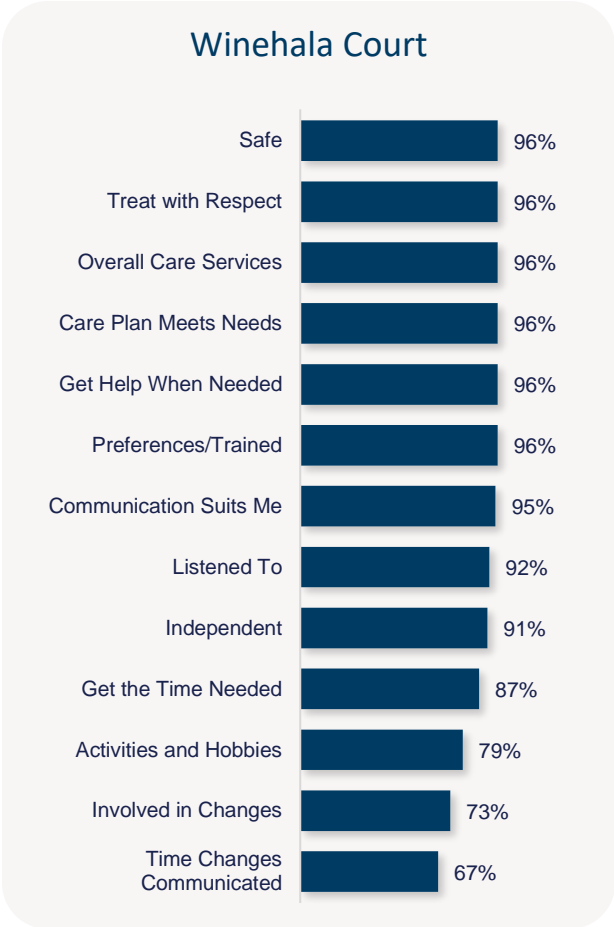 Winehala Court
Safe 96%
Treat with Respect 96%
Overall Care Services 96%
Care Plan Meets Needs 96%
Get Help When Needed 96%
Preferences/Trained 96%
Communication Suits Me 95%
Listened To 92%
Independent 91%
Get the Time Needed 87%
Activities and Hobbies 79%
Involved in Changes 73%
Time Changes
Communicated 67%